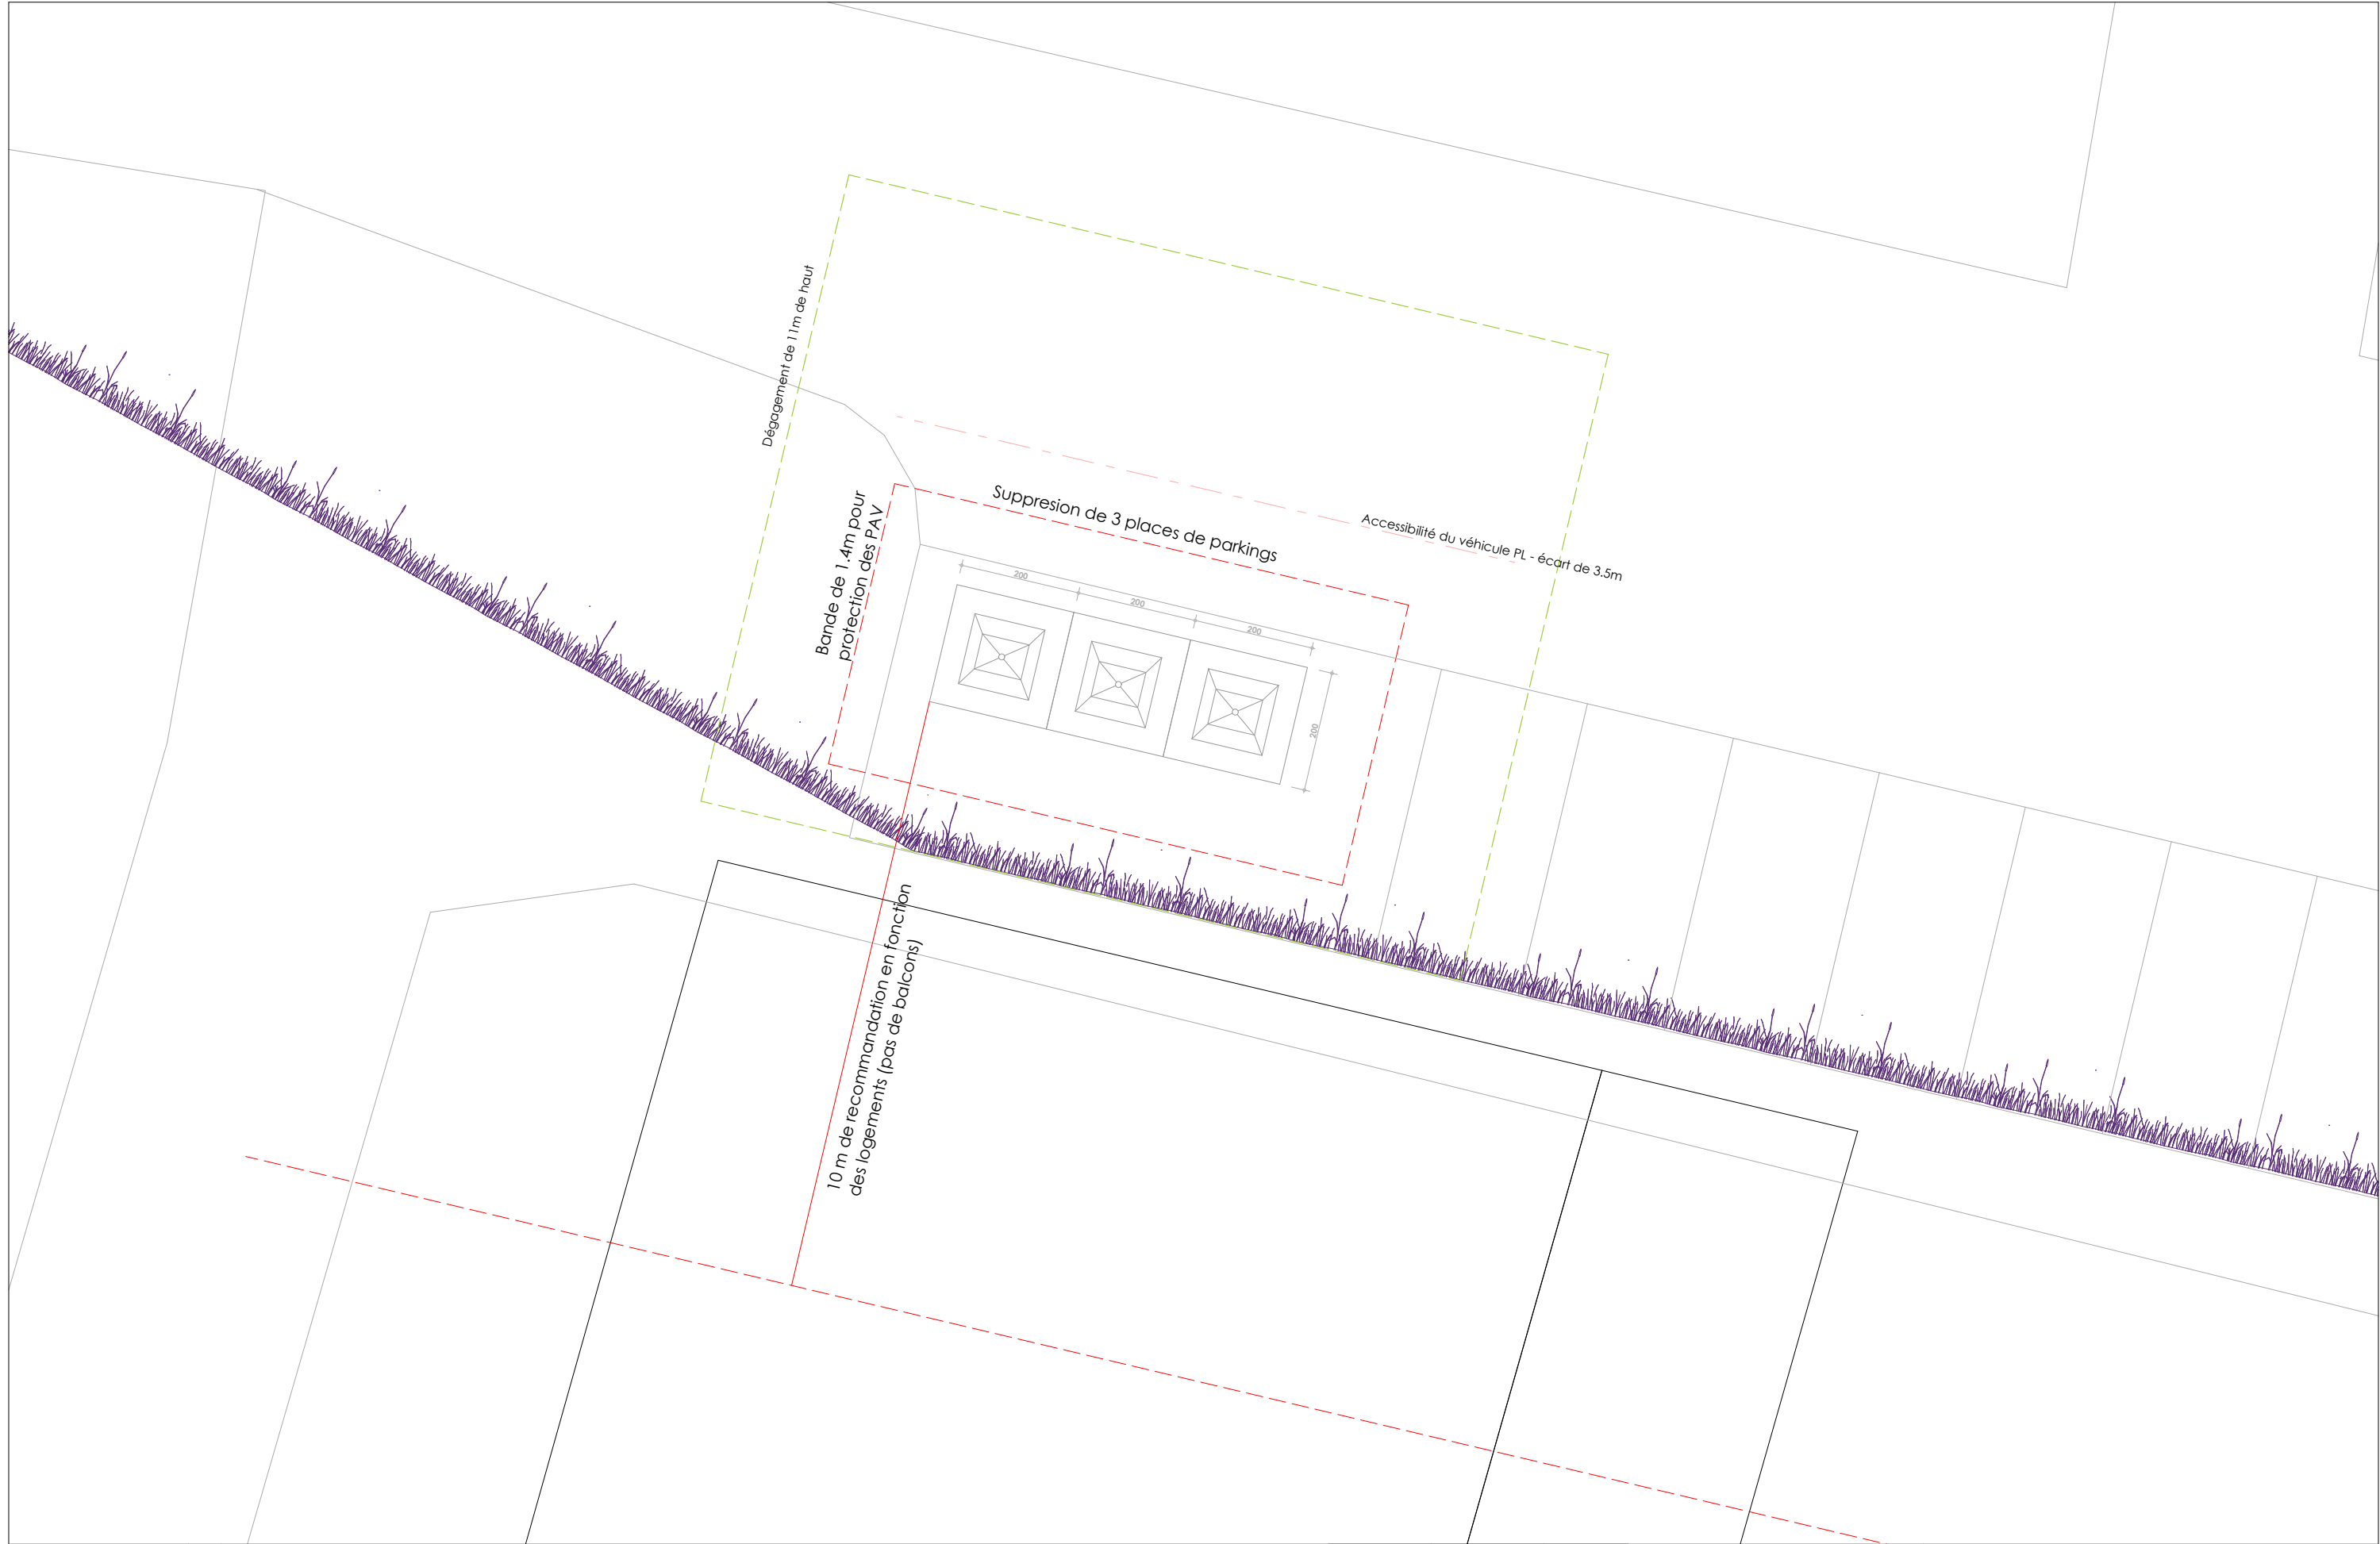 Dégagement de 11m de haut
Suppresion de 3 places de parkings
Accessibilité du véhicule PL - écart de 3.5m
Bande de 1.4m pour
protection des PAV
200
200
200
200
10 m de recommandation en fonction
des logements (pas de balcons)